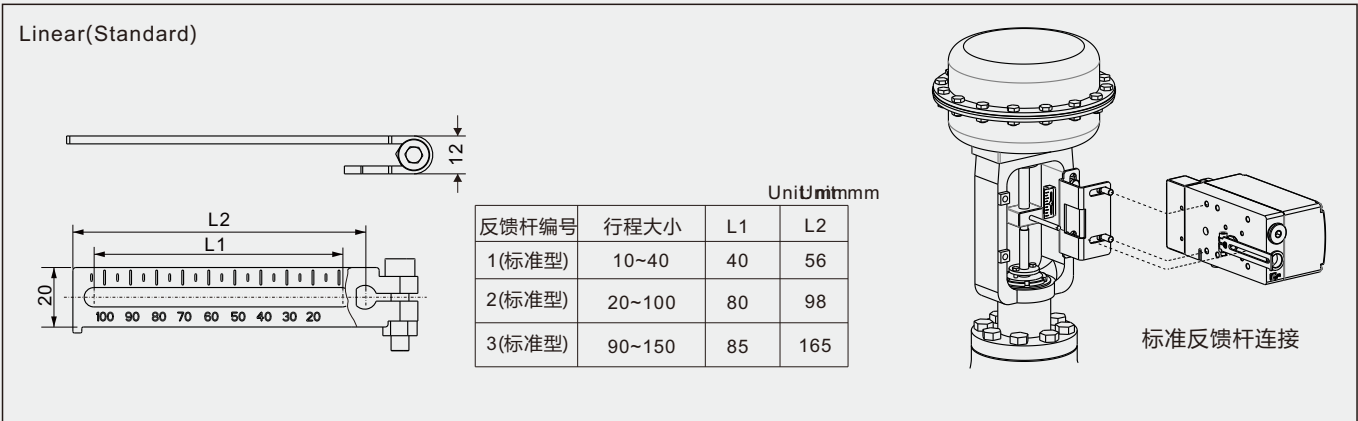 Linear(Standard)
12
L2
L1
20
100 90 80 70 60 50 40 30 20
Unit: mm
反馈杆编号 行程大小 L1 L2
1(标准型) 10~40 40 56
2(标准型) 20~100 80 98
3(标准型) 90~150 85 165
标准反馈杆连接